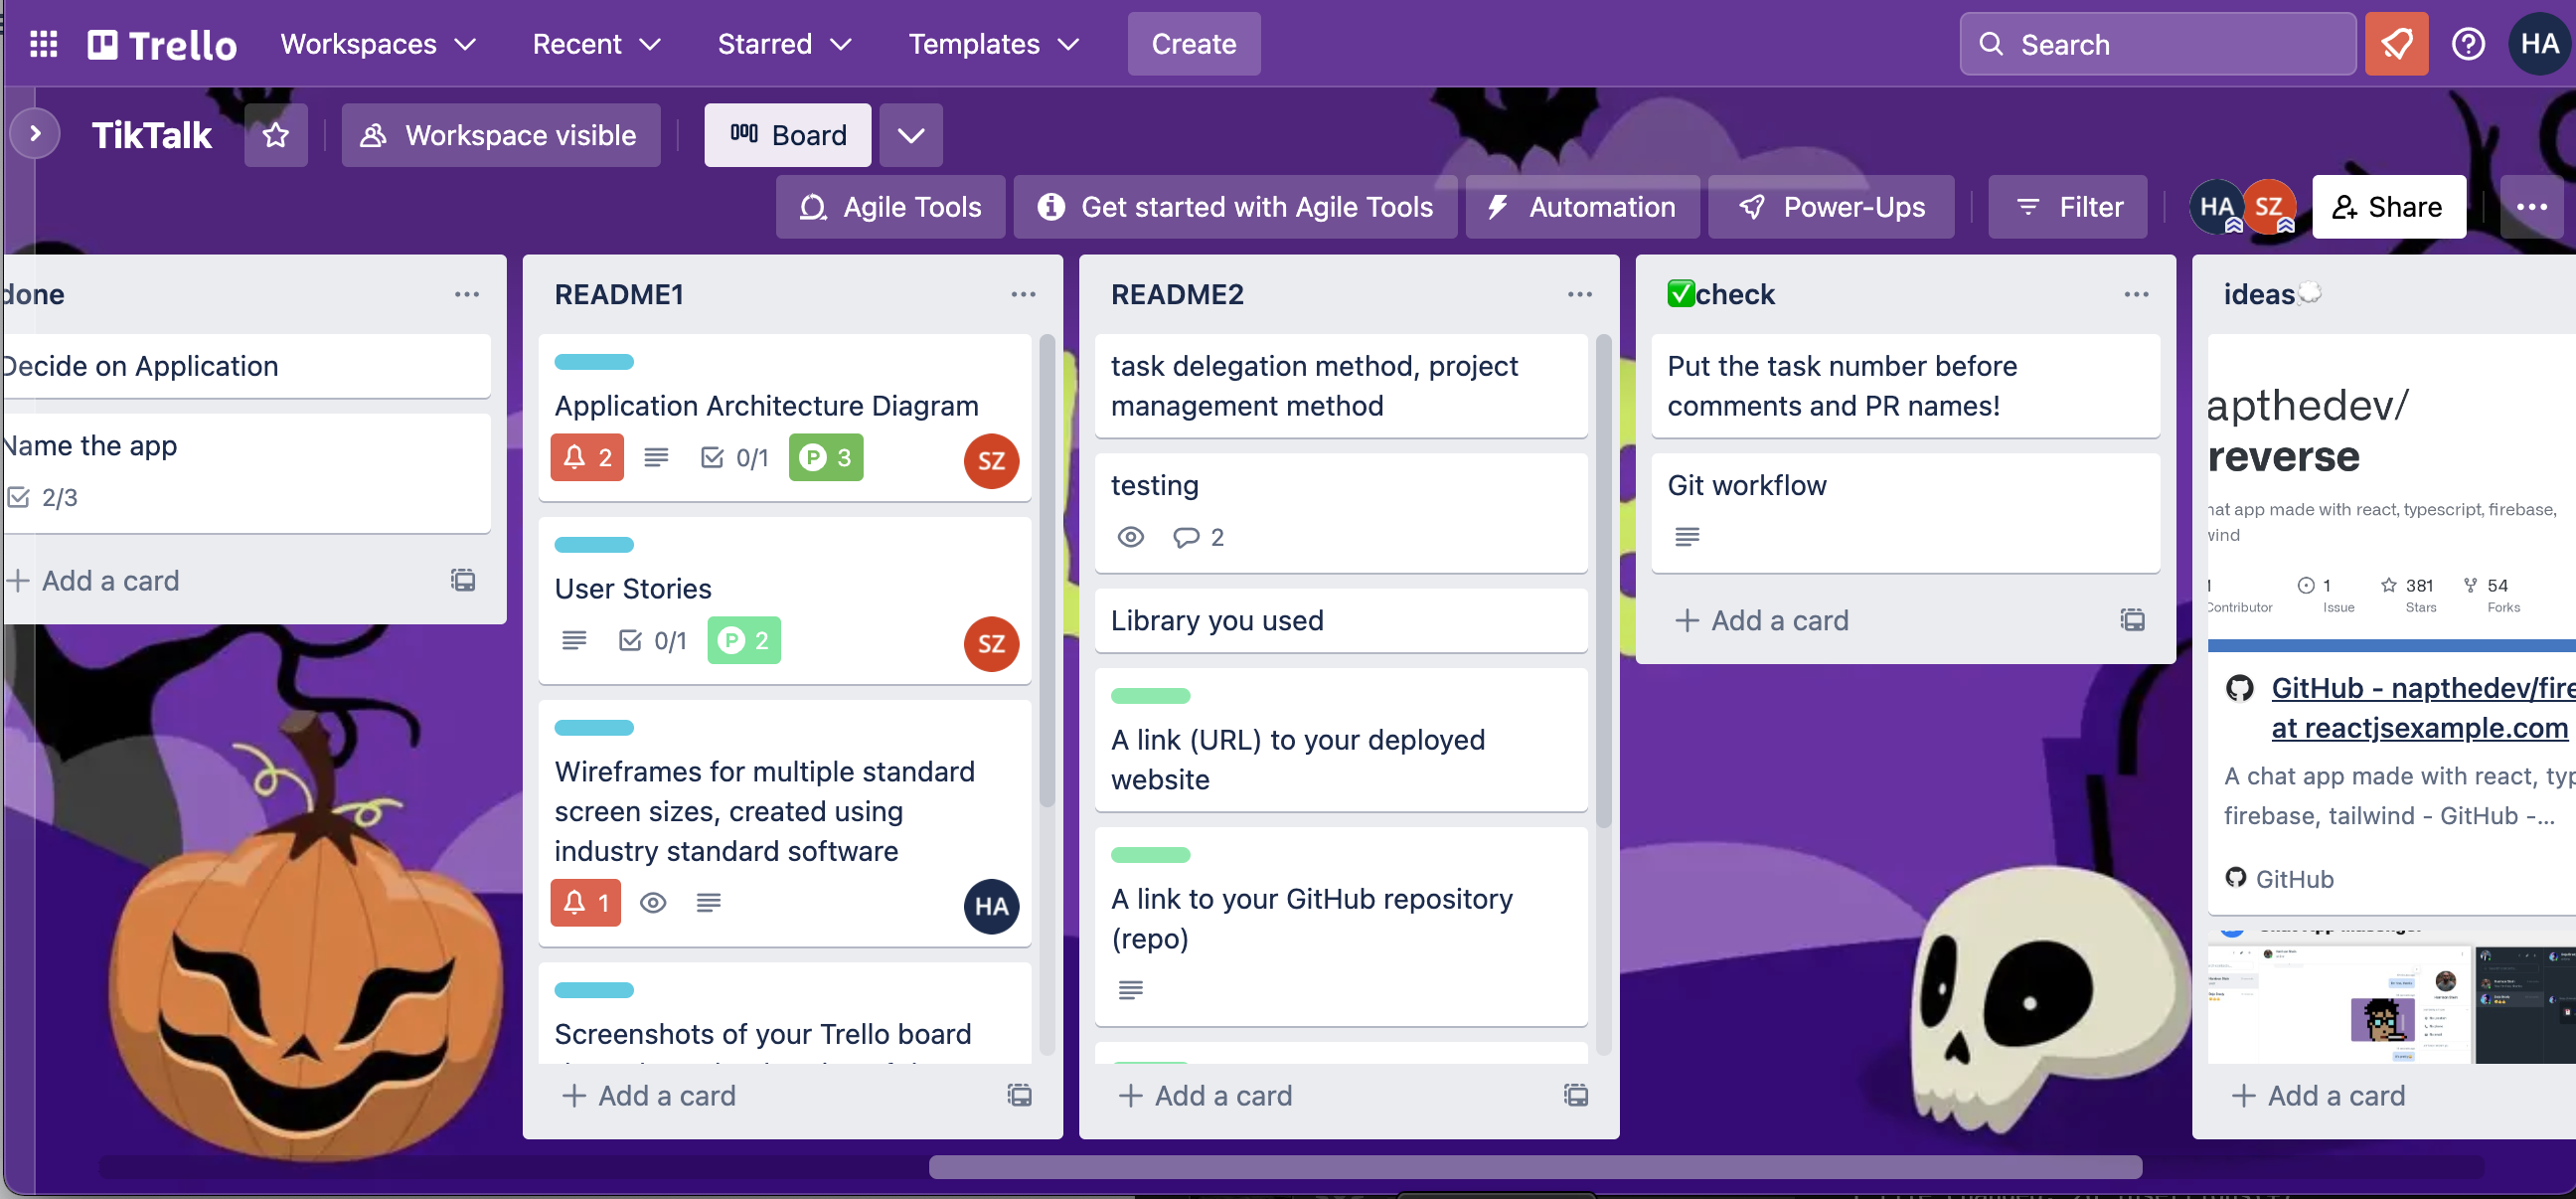 Trello
Workspaces
Recent
Starred
Templates
Create
Search
HA
TikTalk
Workspace visible
Board
Agile Tools
Get started with Agile Tools
Automation
Power-Ups
Filter
HA
SZ
Share
done
Decide on Application
Name the app
2/3
+ Add a card
README1
Application Architecture Diagram
2
0/1
P 3
SZ
User Stories
0/1
P 2
SZ
Wireframes for multiple standard
screen sizes, created using
industry standard software
1
HA
Screenshots of your Trello board
+ Add a card
README2
task delegation method, project
management method
testing
2
Library you used
A link (URL) to your deployed
website
A link to your GitHub repository
(repo)
+ Add a card
✅check
Put the task number before
comments and PR names!
Git workflow
+ Add a card
ideas💭
apthedev/
reverse
hat app made with react, typescript, firebase,
wind
1 381 54
Contributor Issue Stars Forks
GitHub - napthedev/fire
at reactjsexample.com
A chat app made with react, typ
firebase, tailwind - GitHub -...
GitHub
+ Add a card